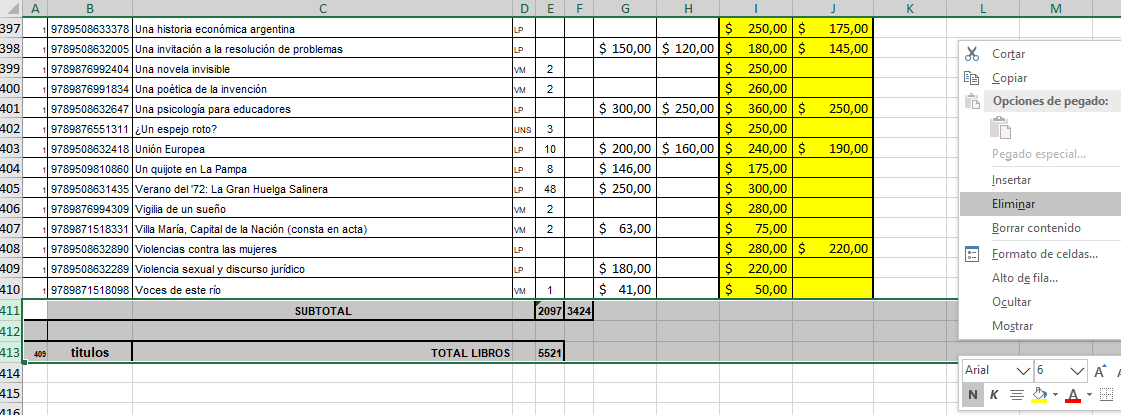 A B C D E F G H I J K L M
397 1 9789508633378 Una historia económica argentina LP $ 250,00 $ 175,00
398 1 9789508632005 Una invitación a la resolución de problemas LP $ 150,00 $ 120,00 $ 180,00 $ 145,00
399 1 9789876992404 Una novela invisible VM 2 $ 250,00
400 1 9789876991834 Una poética de la invención VM 2 $ 260,00
401 1 9789508632647 Una psicología para educadores LP $ 300,00 $ 250,00 $ 360,00 $ 250,00
402 1 9789876551311 ¿Un espejo roto? UNS 3 $ 250,00
403 1 9789508632418 Unión Europea LP 10 $ 200,00 $ 160,00 $ 240,00 $ 190,00
404 1 9789509810860 Un quijote en La Pampa LP 8 $ 146,00 $ 175,00
405 1 9789508631435 Verano del '72: La Gran Huelga Salinera LP 48 $ 250,00 $ 300,00
406 1 9789876994309 Vigilia de un sueño VM 2 $ 280,00
407 1 9789871518331 Villa María, Capital de la Nación (consta en acta) VM 2 $ 63,00 $ 75,00
408 1 9789508632890 Violencias contra las mujeres LP $ 280,00 $ 220,00
409 1 9789508632289 Violencia sexual y discurso jurídico LP $ 180,00 $ 220,00
410 1 9789871518098 Voces de este río VM 1 $ 41,00 $ 50,00
411 SUBTOTAL 2097 3424
412
413 409 titulos TOTAL LIBROS 5521
414
415
416
Cortar
Copiar
Opciones de pegado:
Pegado especial...
Insertar
Eliminar
Borrar contenido
Formato de celdas...
Alto de fila...
Ocultar
Mostrar
Arial 6 A A
N K A